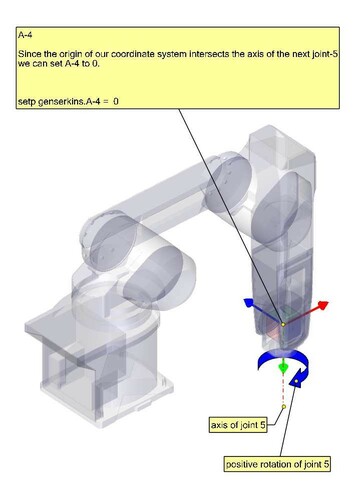 A-4
Since the origin of our coordinate system intersects the axis of the next joint-5
we can set A-4 to 0.
setp genserkins.A-4 = 0
axis of joint 5
positive rotation of joint 5